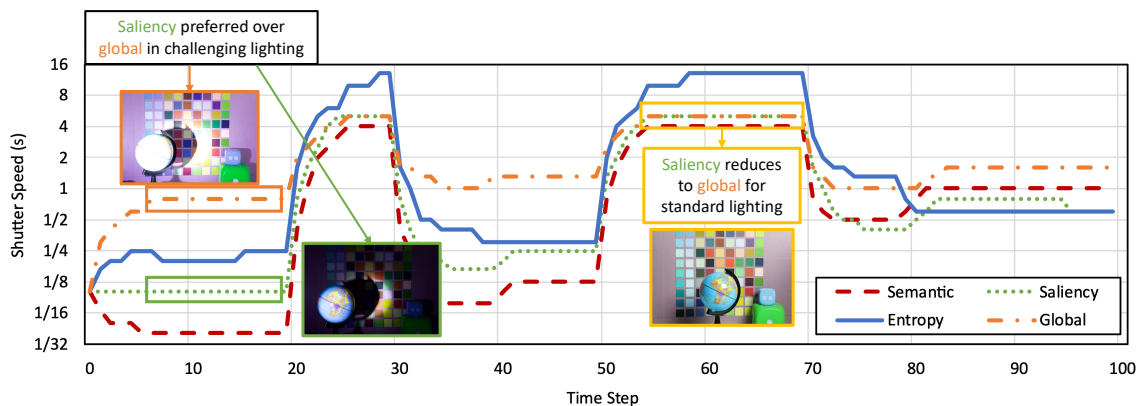 Saliency preferred over
global in challenging lighting
16
8
4
2
1
1/2
1/4
1/8
1/16
1/32
Shutter Speed (s)
Saliency reduces
to global for
standard lighting
Semantic
Saliency
Entropy
Global
0
10
20
30
40
50
60
70
80
90
100
Time Step